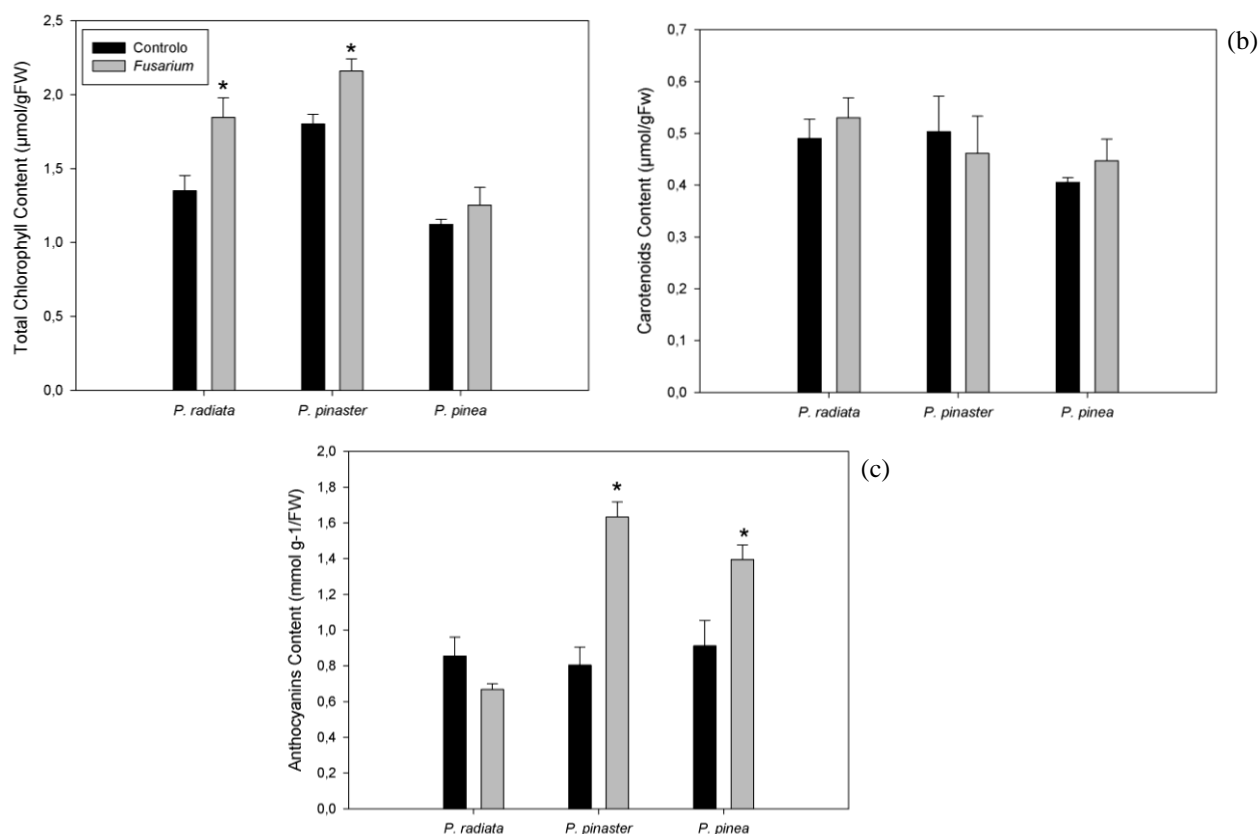 Total Chlorophyll Content (µmol/gFW)
2,5
2,0
1,5
1,0
0,5
0,0
Controlo
Fusarium
*
*
P. radiata
P. pinaster
P. pinea
(b)
Carotenoids Content (µmol/gFw)
0,7
0,6
0,5
0,4
0,3
0,2
0,1
0,0
P. radiata
P. pinaster
P. pinea
(c)
Anthocyanins Content (mmol g-1/FW)
2,0
1,8
1,6
1,4
1,2
1,0
0,8
0,6
0,4
0,2
0,0
*
*
P. radiata
P. pinaster
P. pinea